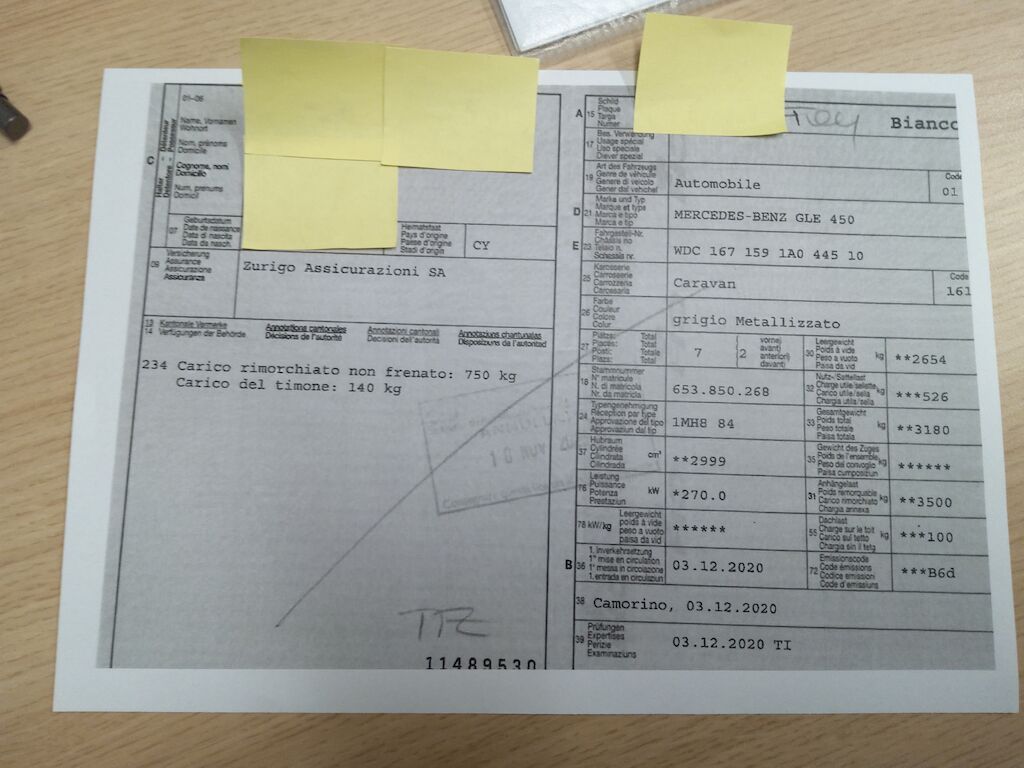 01-06
Name, Vornamen
Wohnort
Nom, prénoms
Domicile
Cognome, nomi
Domicilio
Num, prenums
Domicil
C
Halter
Détenteur
Detentore
Possessur
07
Geburtsdatum
Date de naissance
Data di nascita
Data da nasch.
Heimatstaat
Pays d'origine
Paese d'origine
Stadi d'origin
CY
09
Versicherung
Assurance
Assicurazione
Assicuranza
Zurigo Assicurazioni SA
13 Kantonale Vermerke
14 Verfügungen der Behörde
Annotations cantonales
Décisions de l'autorité
Annotazioni cantonali
Decisioni dell'autorità
Annotaziuns chantunalas
Disposiziuns da l'autoritad
234 Carico rimorchiato non frenato: 750 kg
Carico del timone: 140 kg
18 NOV
TTZ
11489530
A 15
Schild
Plaque
Targa
Numer
Bianco
17
Bes. Verwendung
Usage spécial
Uso speciale
Diever spezial
19
Art des Fahrzeugs
Genre de véhicule
Genere di veicolo
Gener dal vehichel
Automobile
Code
01
D 21
Marke und Typ
Marque et type
Marca e tipo
Marca e tip
MERCEDES-BENZ GLE 450
E 23
Fahrgestell-Nr.
Châssis no
Telaio n.
Schassis nr.
WDC 167 159 1A0 445 10
25
Karosserie
Carrosserie
Carrozzeria
Carossaria
Caravan
Code
161
26
Farbe
Couleur
Colore
Colur
grigio Metallizzato
27
Plätze: Total
Places: Total
Posti: Totale
Plazs: Total
7
2
vorne)
avant)
anteriori)
davant)
30
Leergewicht
Poids à vide
Peso a vuoto
Paisa da vid
kg
**2654
18
Stammnummer
N° matricule
N. di matricola
Nr. da matricla
653.850.268
32
Nutz-/Sattellast
Charge utile/sellette
Carico utile/sella
Chargia utila/sella
kg
***526
24
Typengenehmigung
Réception par type
Approvazione del tipo
Approvaziun dal tip
1MH8 84
33
Gesamtgewicht
Poids total
Peso totale
Paisa totala
kg
**3180
37
Hubraum
Cylindrée
Cilindrata
Cilindrada
cm³
**2999
35
Gewicht des Zuges
Poids de l'ensemble
Peso del convoglio
Paisa cumposiziun
kg
******
76
Leistung
Puissance
Potenza
Prestaziun
kW
*270.0
31
Anhängelast
Poids remorquable
Carico rimorchiato
Chargia annexa
kg
**3500
78 kW/kg
Leergewicht
poids à vide
peso a vuoto
paisa da vid
******
55
Dachlast
Charge sur le toit
Carico sul tetto
Chargia sin il tetg
kg
***100
B 36
1. Inverkehrsetzung
1re mise en circulation
1a messa in circolazione
1. entrada en circulaziun
03.12.2020
72
Emissionscode
Code émissions
Codice emissioni
Code d'emissiuns
***B6d
38
Camorino, 03.12.2020
39
Prüfungen
Expertises
Perizie
Examinaziuns
03.12.2020 TI